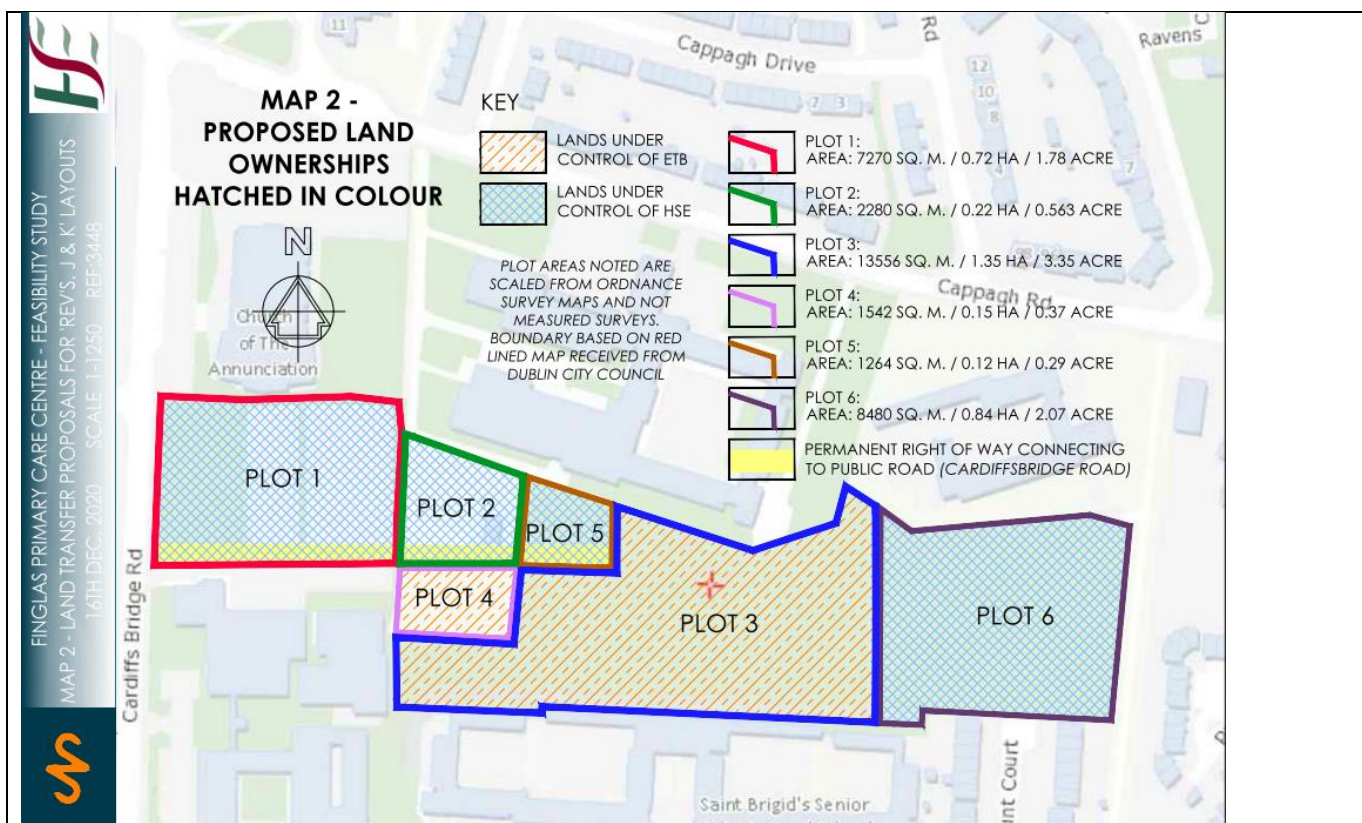 HSE
FINGLAS PRIMARY CARE CENTRE - FEASIBILITY STUDY
MAP 2 - LAND TRANSFER PROPOSALS FOR 'REV'S. J & K' LAYOUTS
16TH DEC. 2020 SCALE 1-1250 REF:3448
MAP 2 -
PROPOSED LAND
OWNERSHIPS
HATCHED IN COLOUR
N
KEY
LANDS UNDER
CONTROL OF ETB
LANDS UNDER
CONTROL OF HSE
PLOT AREAS NOTED ARE
SCALED FROM ORDNANCE
SURVEY MAPS AND NOT
MEASURED SURVEYS.
BOUNDARY BASED ON RED
LINED MAP RECEIVED FROM
DUBLIN CITY COUNCIL
PLOT 1:
AREA: 7270 SQ. M. / 0.72 HA / 1.78 ACRE
PLOT 2:
AREA: 2280 SQ. M. / 0.22 HA / 0.563 ACRE
PLOT 3:
AREA: 13556 SQ. M. / 1.35 HA / 3.35 ACRE
PLOT 4:
AREA: 1542 SQ. M. / 0.15 HA / 0.37 ACRE
PLOT 5:
AREA: 1264 SQ. M. / 0.12 HA / 0.29 ACRE
PLOT 6:
AREA: 8480 SQ. M. / 0.84 HA / 2.07 ACRE
PERMANENT RIGHT OF WAY CONNECTING
TO PUBLIC ROAD (CARDIFFSBRIDGE ROAD)
11
Cappagh Drive
Rd
Ravens
12
10
8
7 3
4
7
Cappagh Rd
Church
of The
Annunciation
PLOT 1
PLOT 2
PLOT 5
PLOT 4
PLOT 3
PLOT 6
Cardiffs Bridge Rd
Saint Brigid's Senior
unt Court